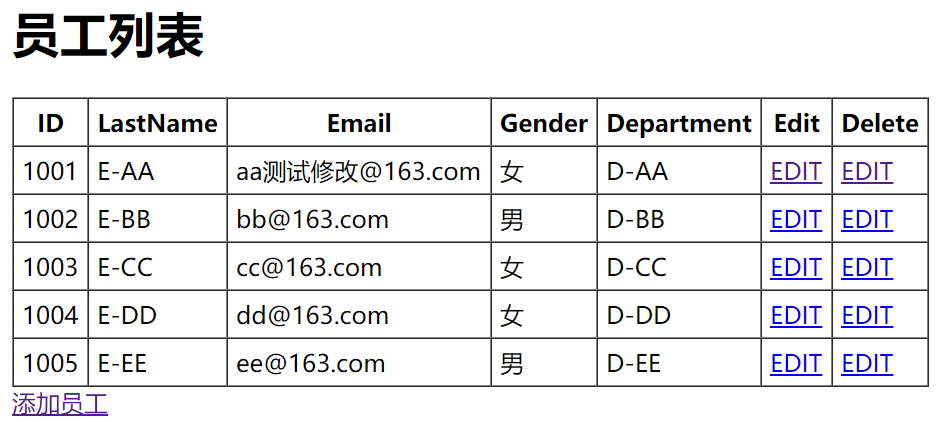 员工列表
ID LastName Email Gender Department Edit Delete
1001 E-AA aa测试修改@163.com 女 D-AA EDIT EDIT
1002 E-BB bb@163.com 男 D-BB EDIT EDIT
1003 E-CC cc@163.com 女 D-CC EDIT EDIT
1004 E-DD dd@163.com 女 D-DD EDIT EDIT
1005 E-EE ee@163.com 男 D-EE EDIT EDIT
添加员工